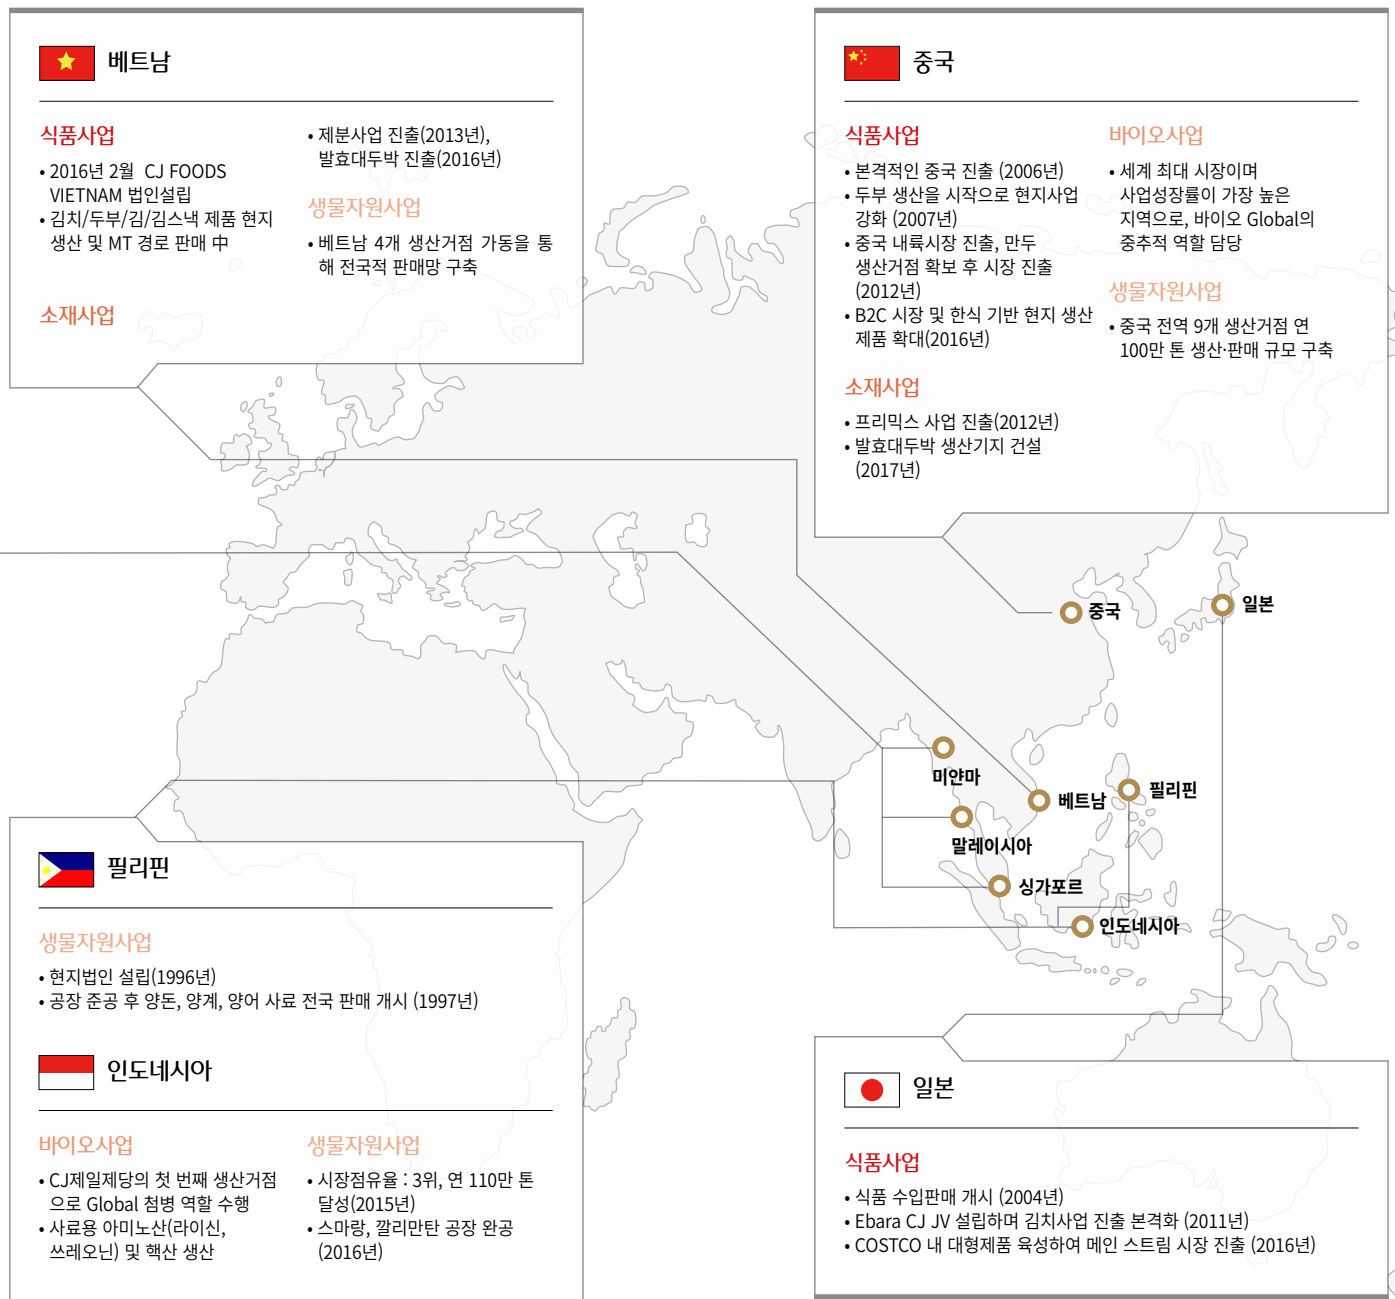 베트남
식품사업
• 2016년 2월 CJ FOODS
VIETNAM 법인설립
• 김치/두부/김/김스낵 제품 현지
생산 및 MT 경로 판매 中
소재사업
• 제분사업 진출(2013년),
발효대두박 진출(2016년)
생물자원사업
• 베트남 4개 생산거점 가동을 통
해 전국적 판매망 구축
중국
식품사업
• 본격적인 중국 진출 (2006년)
• 두부 생산을 시작으로 현지사업
강화 (2007년)
• 중국 내륙시장 진출, 만두
생산거점 확보 후 시장 진출
(2012년)
• B2C 시장 및 한식 기반 현지 생산
제품 확대(2016년)
소재사업
• 프리믹스 사업 진출(2012년)
• 발효대두박 생산기지 건설
(2017년)
바이오사업
• 세계 최대 시장이며
사업성장률이 가장 높은
지역으로, 바이오 Global의
중추적 역할 담당
생물자원사업
• 중국 전역 9개 생산거점 연
100만 톤 생산·판매 규모 구축
중국
일본
미얀마
베트남
필리핀
말레이시아
싱가포르
인도네시아
필리핀
생물자원사업
• 현지법인 설립(1996년)
• 공장 준공 후 양돈, 양계, 양어 사료 전국 판매 개시 (1997년)
인도네시아
바이오사업
• CJ제일제당의 첫 번째 생산거점
으로 Global 첨병 역할 수행
• 사료용 아미노산(라이신,
쓰레오닌) 및 핵산 생산
생물자원사업
• 시장점유율 : 3위, 연 110만 톤
달성(2015년)
• 스마랑, 깔리만탄 공장 완공
(2016년)
일본
식품사업
• 식품 수입판매 개시 (2004년)
• Ebara CJ JV 설립하며 김치사업 진출 본격화 (2011년)
• COSTCO 내 대형제품 육성하여 메인 스트림 시장 진출 (2016년)